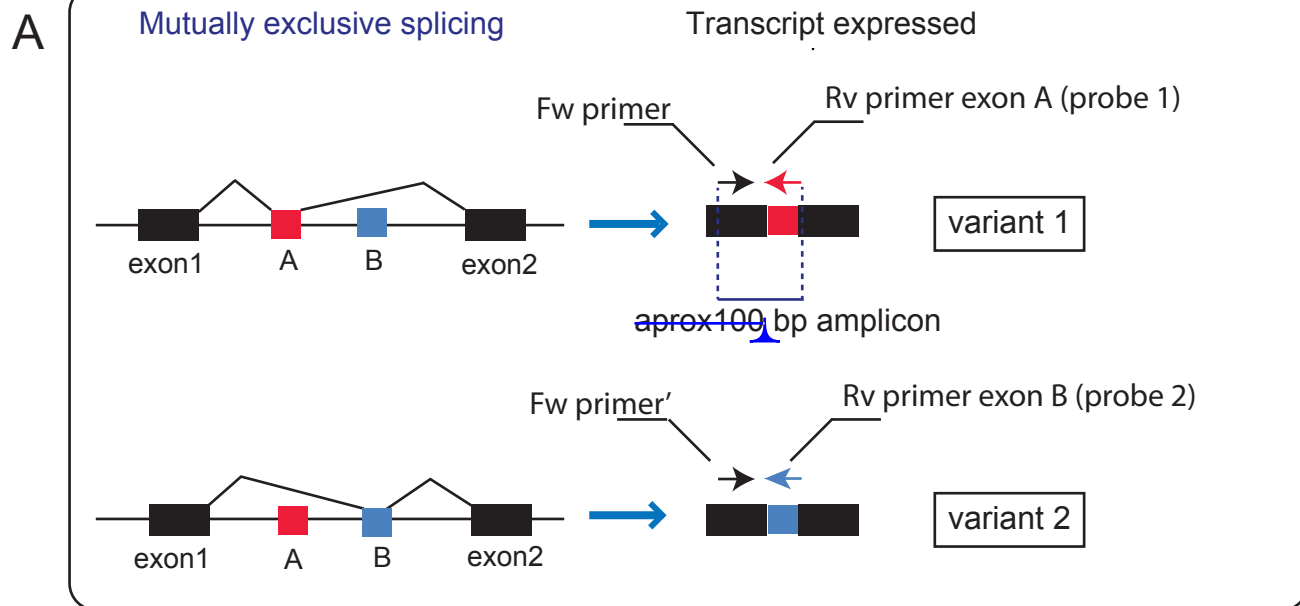 A
Mutually exclusive splicing
Transcript expressed
Fw primer
Rv primer exon A (probe 1)
exon1
A
B
exon2
variant 1
aprox100 bp amplicon
Fw primer’
Rv primer exon B (probe 2)
exon1
A
B
exon2
variant 2